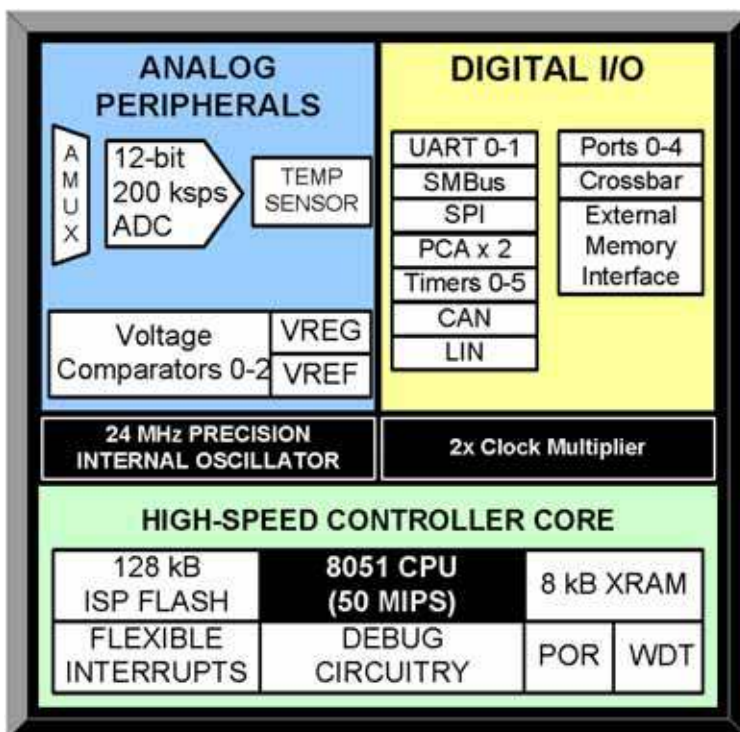 ANALOG
PERIPHERALS
A
M
U
X
12-bit
200 ksps
ADC
TEMP
SENSOR
Voltage
Comparators 0-2
VREG
VREF
DIGITAL I/O
UART 0-1
SMBus
SPI
PCA x 2
Timers 0-5
CAN
LIN
Ports 0-4
Crossbar
External
Memory
Interface
24 MHz PRECISION
INTERNAL OSCILLATOR
2x Clock Multiplier
HIGH-SPEED CONTROLLER CORE
128 kB
ISP FLASH
8051 CPU
(50 MIPS)
8 kB XRAM
FLEXIBLE
INTERRUPTS
DEBUG
CIRCUITRY
POR
WDT